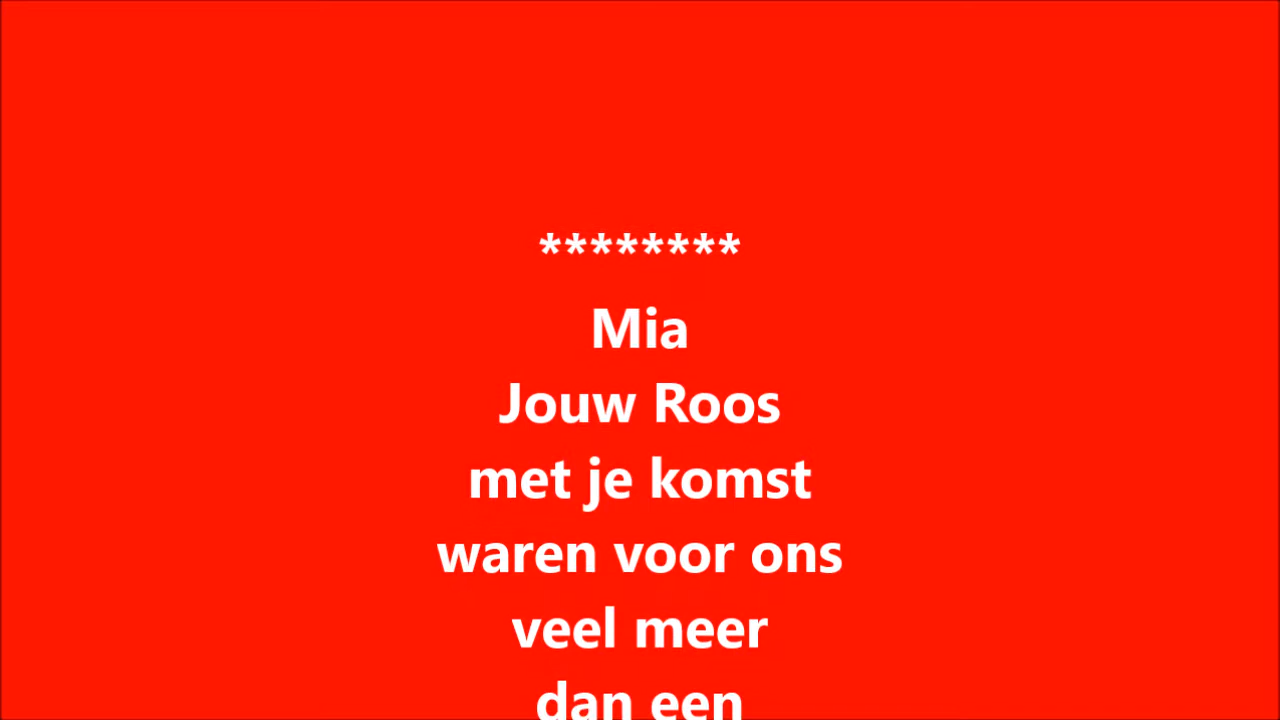 ********
Mia
Jouw Roos
met je komst
waren voor ons
veel meer
dan een